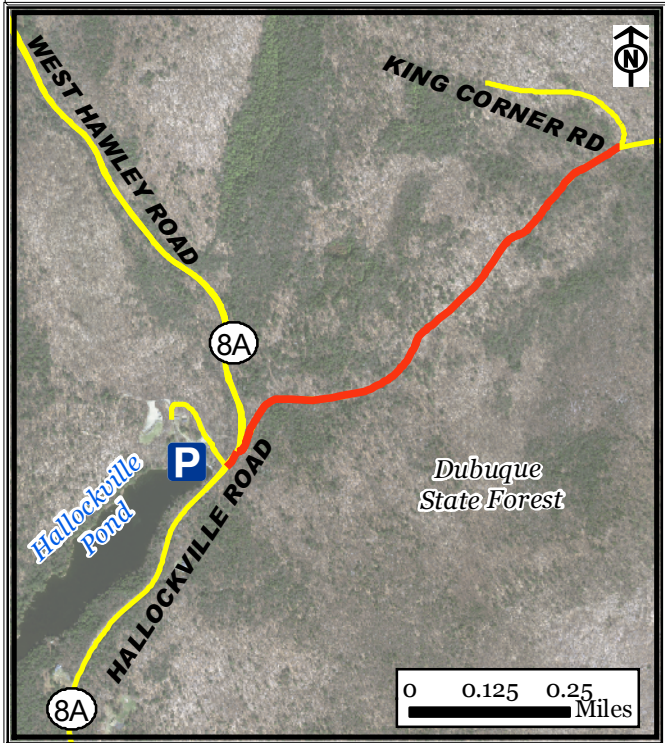 N
KING CORNER RD
WEST HAWLEY ROAD
8A
P
Hallockville
Pond
HALLOCKVILLE ROAD
Dubuque
State Forest
8A
0 0.125 0.25
Miles